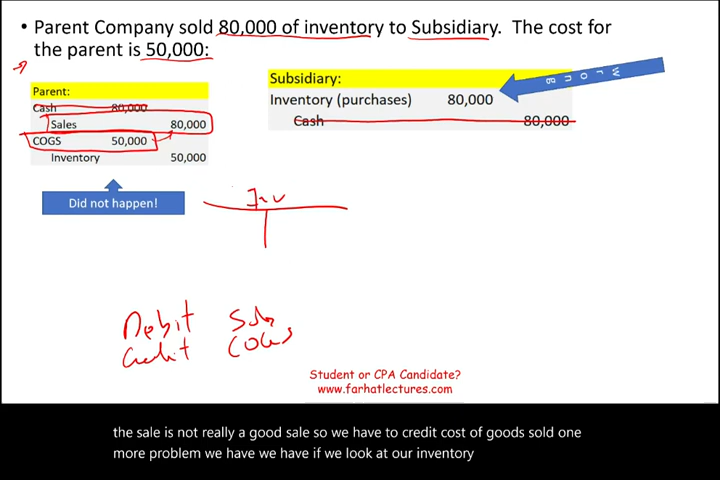 • Parent Company sold 80,000 of inventory to Subsidiary. The cost for
the parent is 50,000:
Parent:
Cash 80,000
Sales 80,000
COGS 50,000
Inventory 50,000
Did not happen!
Subsidiary:
Inventory (purchases) 80,000
Cash 80,000
Wrong
Inv
Debit Sales
Credit COGS
Student or CPA Candidate?
www.farhatlectures.com
the sale is not really a good sale so we have to credit cost of goods sold one
more problem we have we have if we look at our inventory